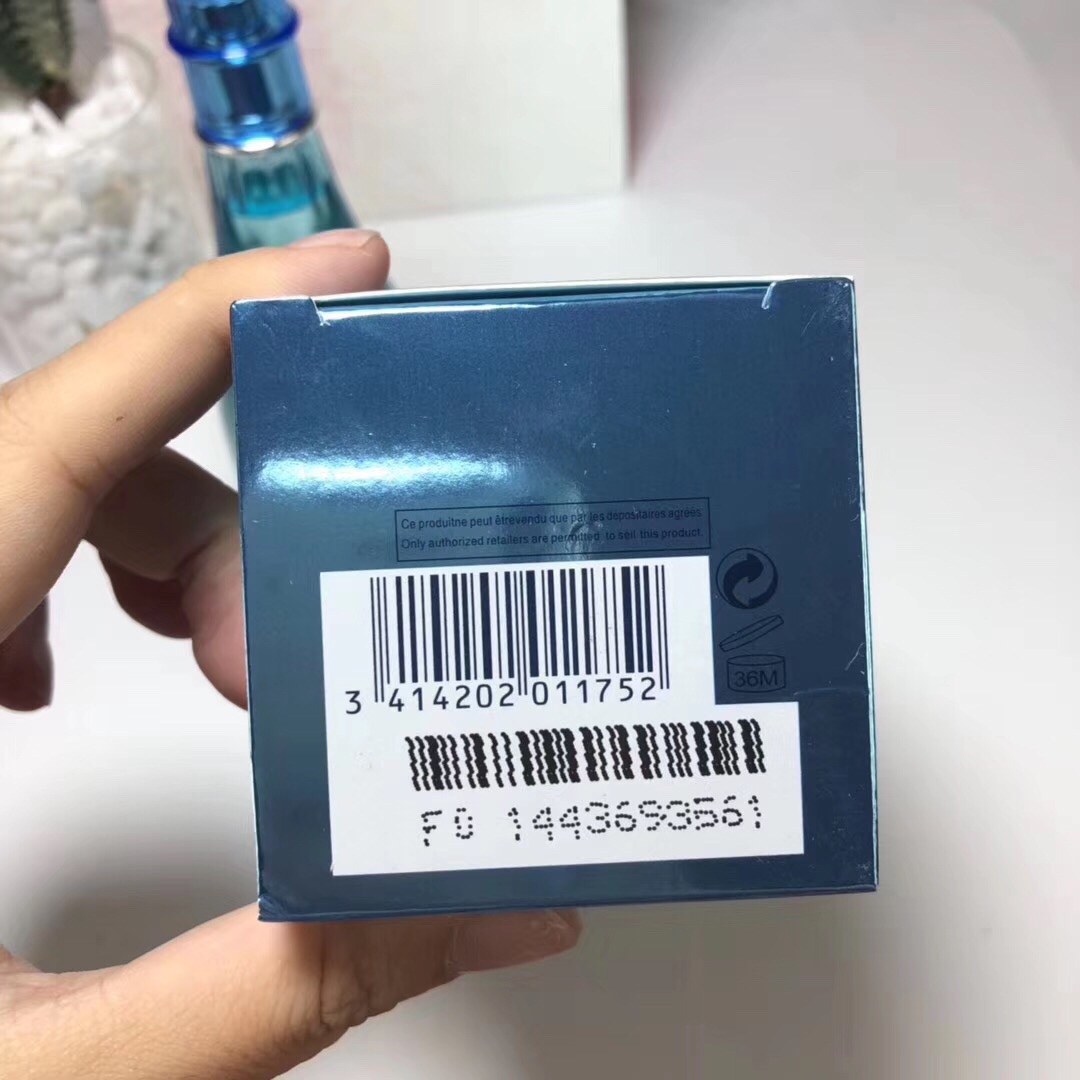 Ce produitne peut êtrevendu que par les depositaires agréés
Only authorized retailers are permitted to sell this product.
36M
3 414202 011752
F0 1443693561